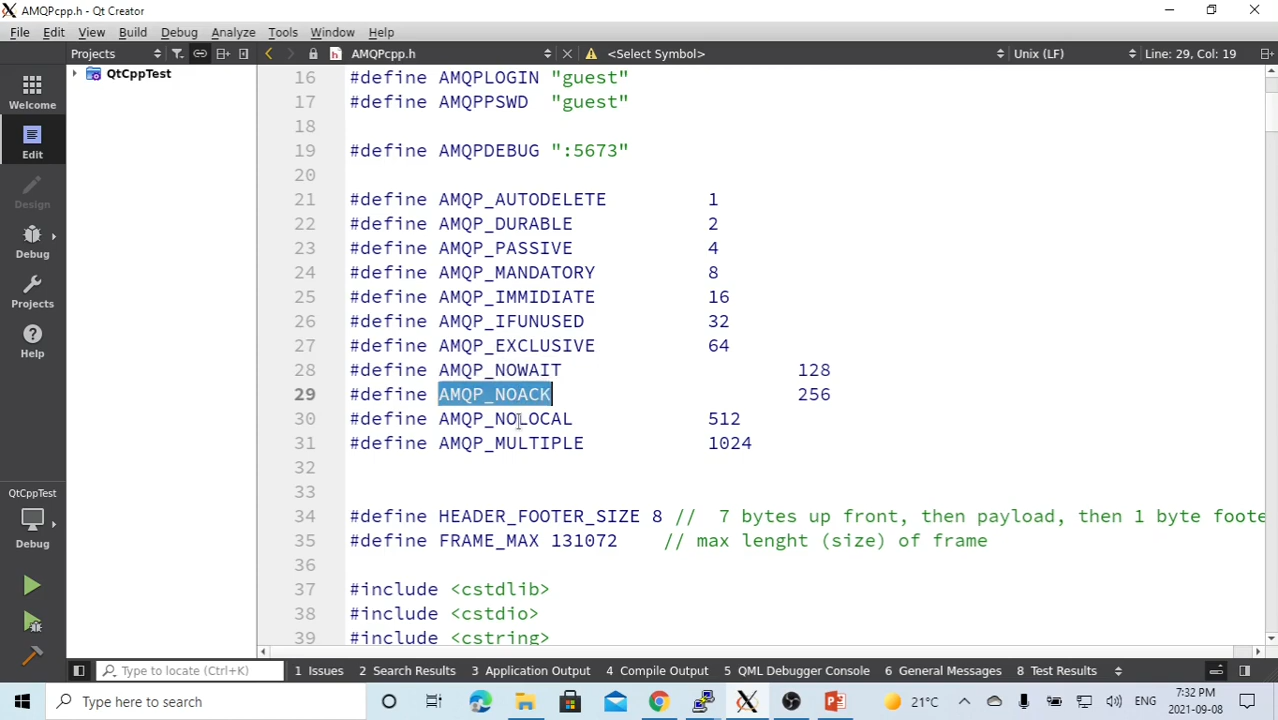 AMQPcpp.h - Qt Creator
File Edit View Build Debug Analyze Tools Window Help
Projects AMQPcpp.h <Select Symbol> Unix (LF) Line: 29, Col: 19
QtCppTest
Welcome
Edit
Design
Debug
Projects
Help
QtCppTest
Debug
16 #define AMQPLOGIN "guest"
17 #define AMQPPSWD "guest"
18
19 #define AMQPDEBUG ":5673"
20
21 #define AMQP_AUTODELETE 1
22 #define AMQP_DURABLE 2
23 #define AMQP_PASSIVE 4
24 #define AMQP_MANDATORY 8
25 #define AMQP_IMMIDIATE 16
26 #define AMQP_IFUNUSED 32
27 #define AMQP_EXCLUSIVE 64
28 #define AMQP_NOWAIT 128
29 #define AMQP_NOACK 256
30 #define AMQP_NOLOCAL 512
31 #define AMQP_MULTIPLE 1024
32
33
34 #define HEADER_FOOTER_SIZE 8 // 7 bytes up front, then payload, then 1 byte foote
35 #define FRAME_MAX 131072 // max lenght (size) of frame
36
37 #include <cstdlib>
38 #include <cstdio>
39 #include <cstring>
Type to locate (Ctrl+K) 1 Issues 2 Search Results 3 Application Output 4 Compile Output 5 QML Debugger Console 6 General Messages 8 Test Results
Type here to search 21°C ENG 7:32 PM
2021-09-08